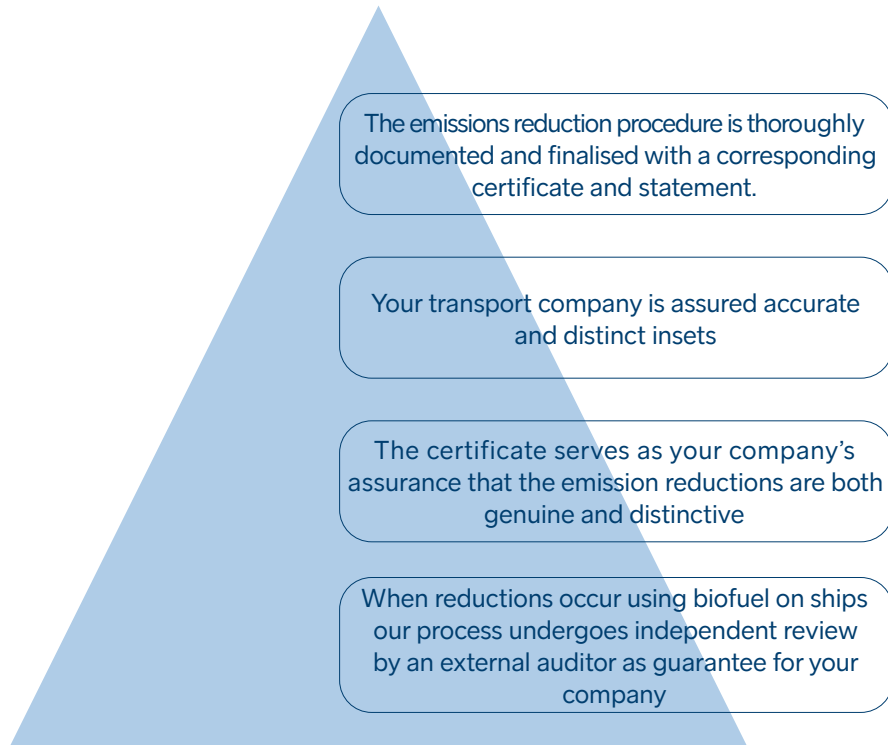 The emissions reduction procedure is thoroughly
documented and finalised with a corresponding
certificate and statement.
Your transport company is assured accurate
and distinct insets
The certificate serves as your company’s
assurance that the emission reductions are both
genuine and distinctive
When reductions occur using biofuel on ships
our process undergoes independent review
by an external auditor as guarantee for your
company